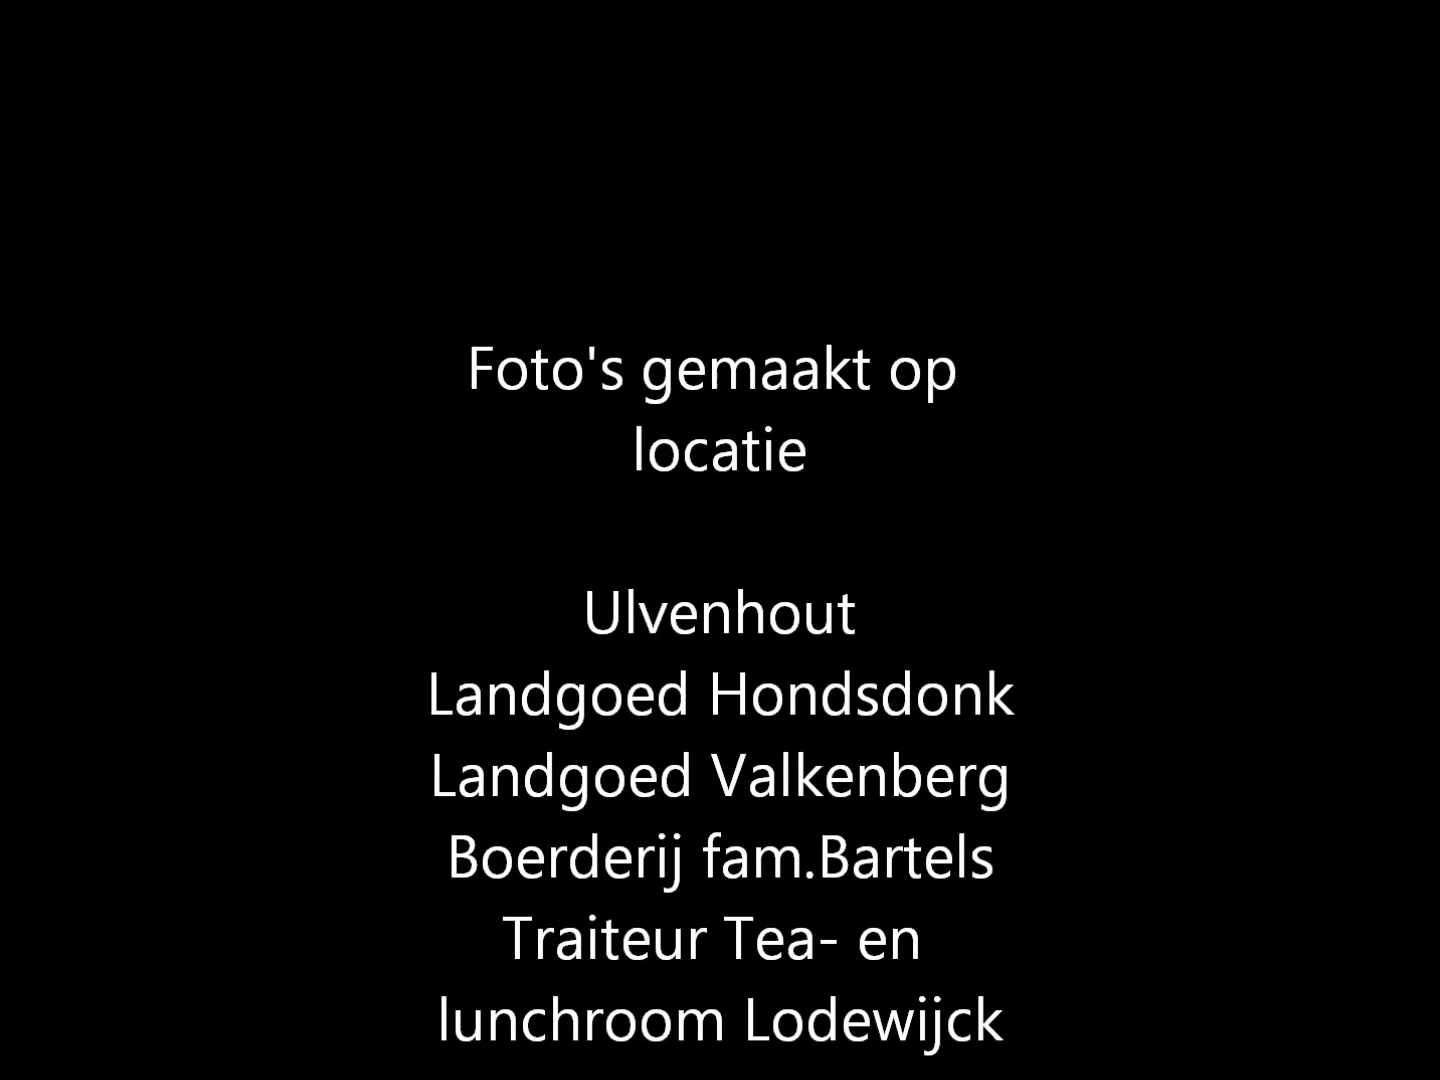 Foto's gemaakt op
locatie
Ulvenhout
Landgoed Hondsdonk
Landgoed Valkenberg
Boerderij fam.Bartels
Traiteur Tea- en
lunchroom Lodewijck